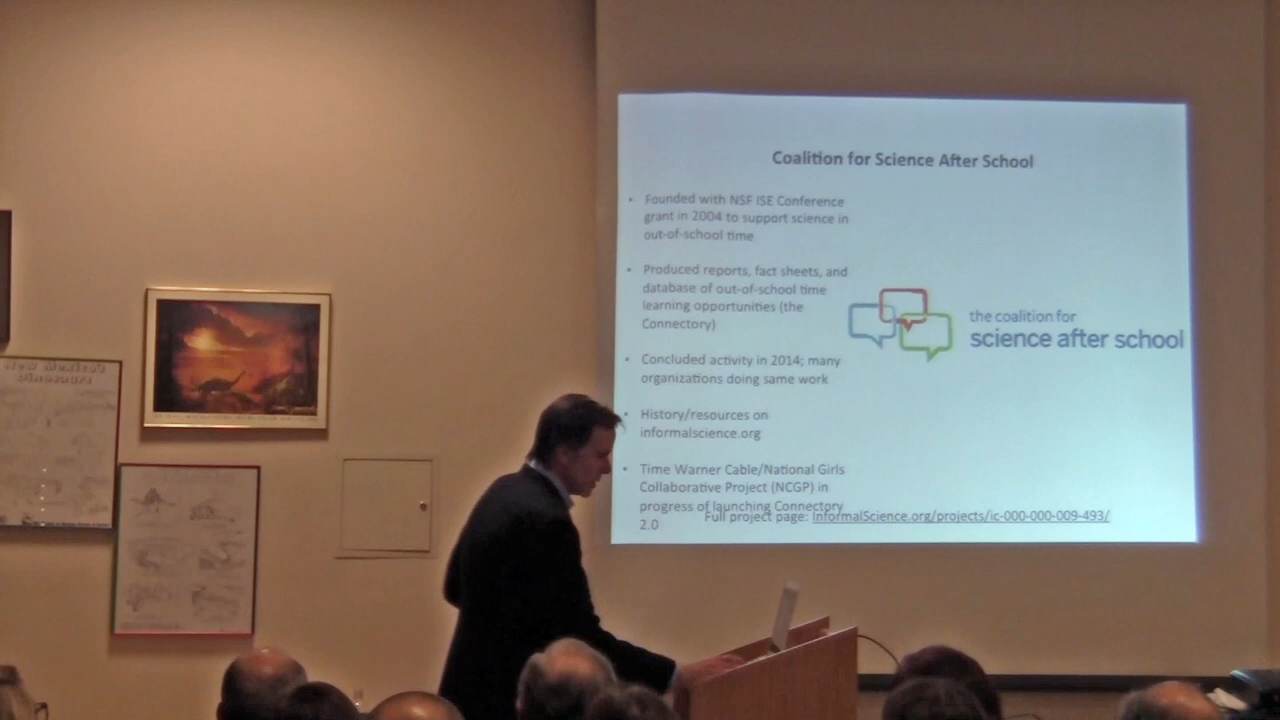 Coalition for Science After School
• Founded with NSF ISE Conference
grant in 2004 to support science in
out-of-school time
• Produced reports, fact sheets, and
database of out-of-school time
learning opportunities (the
Connectory)
• Concluded activity in 2014; many
organizations doing same work
• History/resources on
informalscience.org
• Time Warner Cable/National Girls
Collaborative Project (NCGP) in
progress of launching Connectory
2.0
Full project page: InformalScience.org/projects/ic-000-000-009-493/
the coalition for
science after school
New Mexico's
Dinosaurs